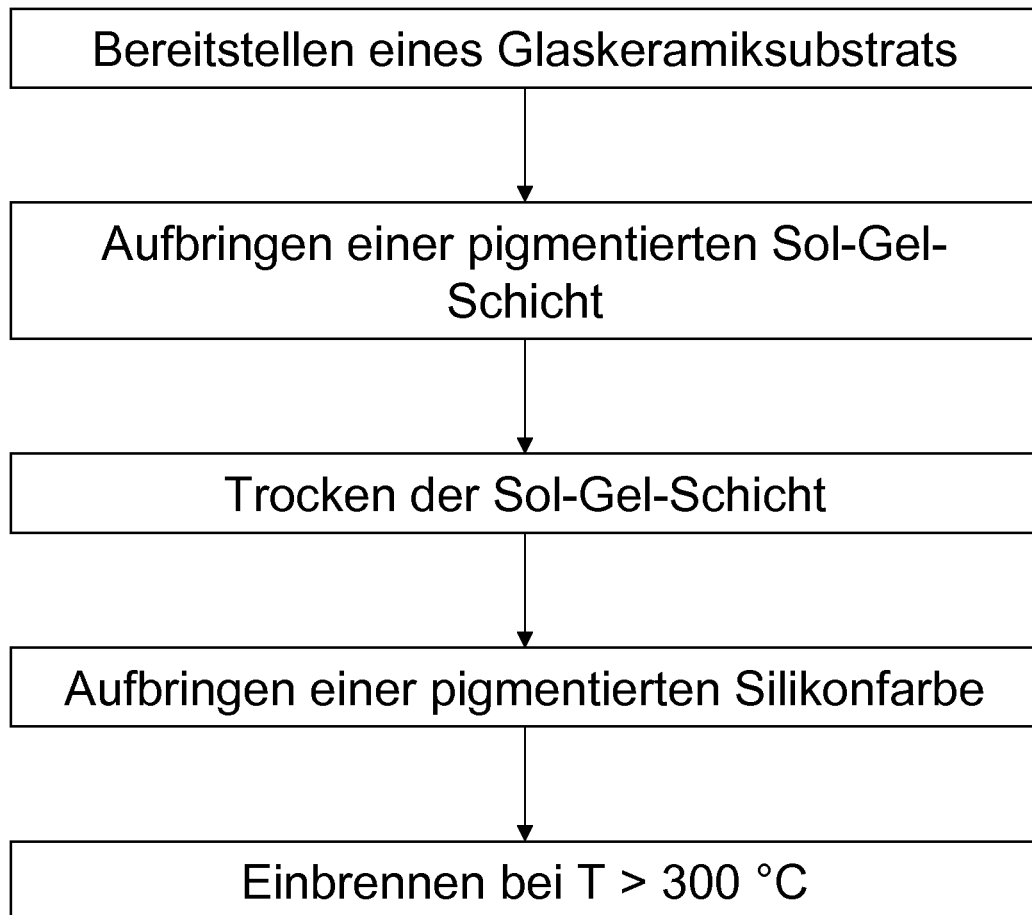 Bereitstellen eines Glaskeramiksubstrats
Aufbringen einer pigmentierten Sol-Gel-
Schicht
Trocken der Sol-Gel-Schicht
Aufbringen einer pigmentierten Silikonfarbe
Einbrennen bei T > 300 °C